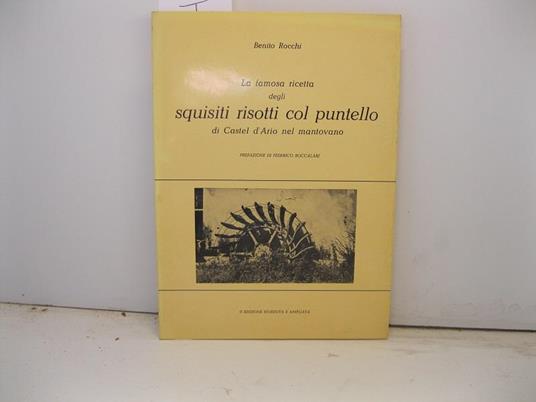 Benito Rocchi
La famosa ricetta
degli
squisiti risotti col puntello
di Castel d'Ario nel mantovano
PREFAZIONE DI FEDERICO BOCCALARI
II EDIZIONE RIVEDUTA E AMPLIATA